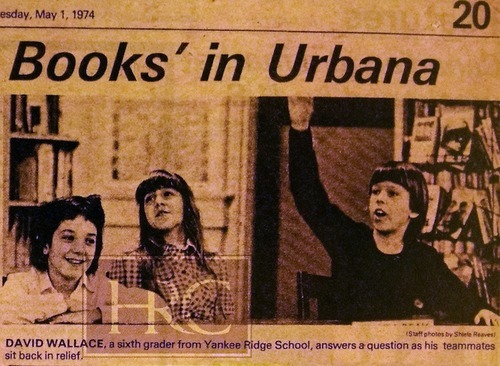 esday, May 1, 1974
20
Books' in Urbana
HRC
(Staff photos by Shiela Reaves)
DAVID WALLACE, a sixth grader from Yankee Ridge School, answers a question as his teammates
sit back in relief.